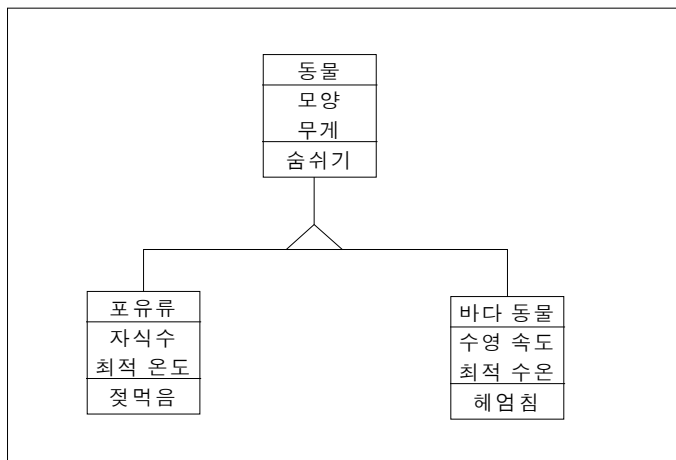 동물
모양
무게
숨쉬기
포유류
자식수
최적 온도
젖먹음
바다 동물
수영 속도
최적 수온
헤엄침